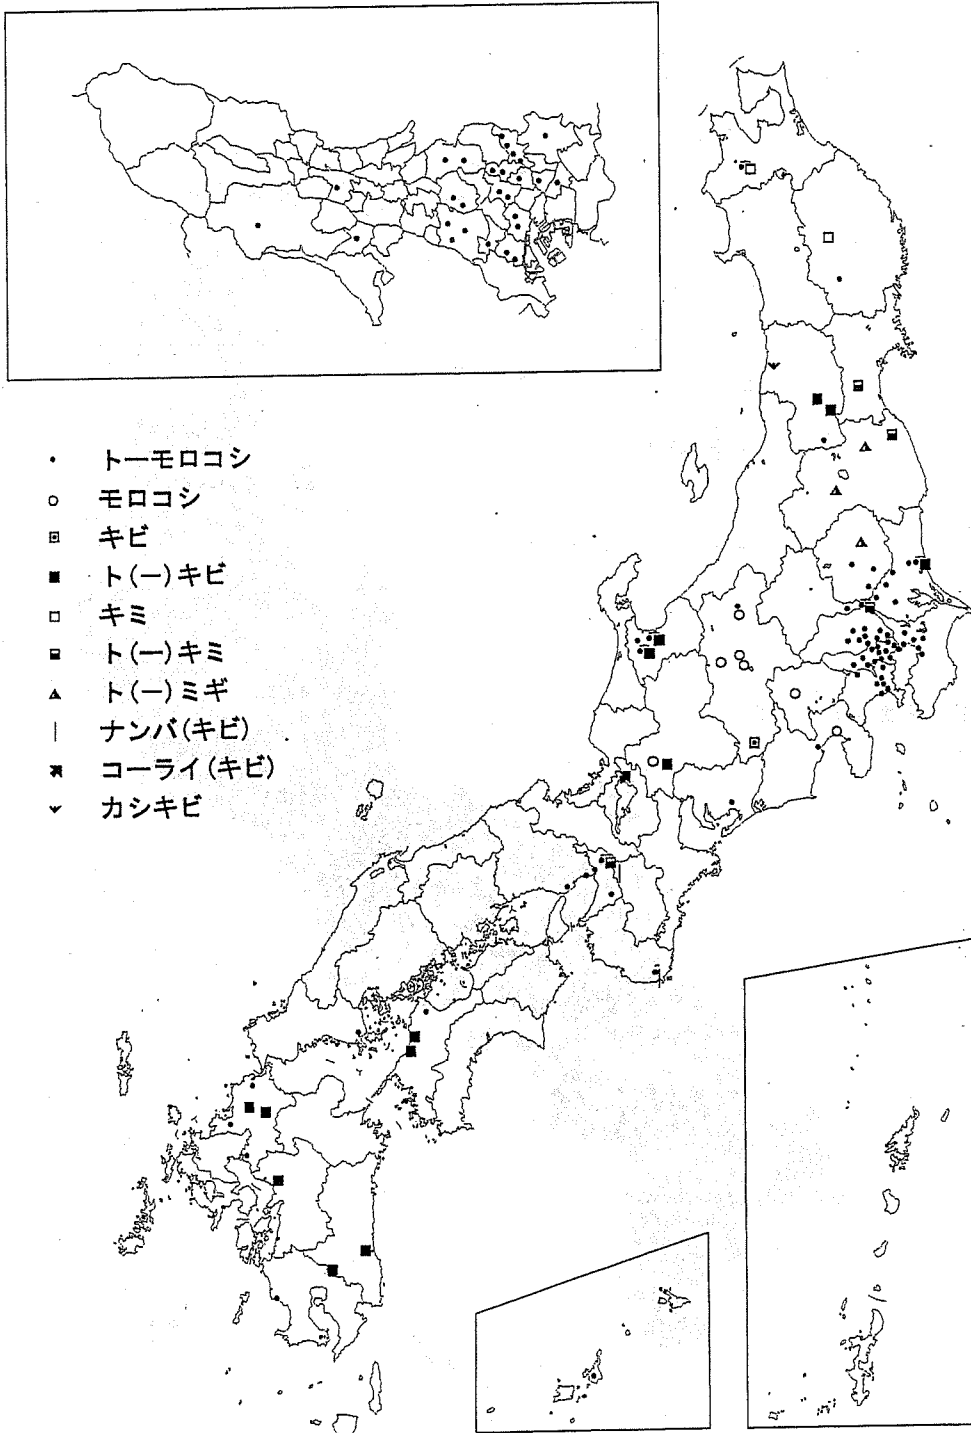 トーモロコシ
モロコシ
キビ
ト(ー)キビ
キミ
ト(ー)キミ
ト(ー)ミギ
ナンバ(キビ)
コーライ(キビ)
カシキビ